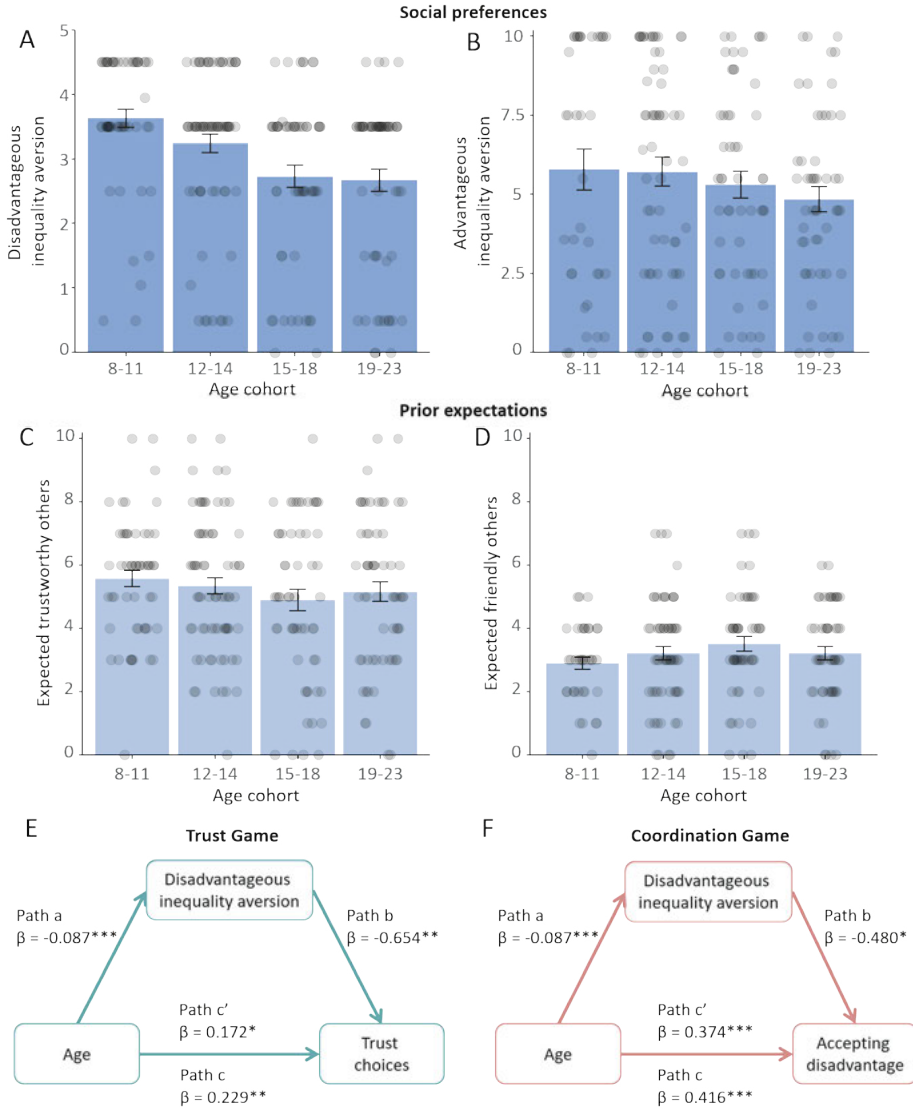 Social preferences
A
Disadvantageous
inequality aversion
5
4
3
2
1
0
8-11
12-14
15-18
19-23
Age cohort
B
Advantageous
inequality aversion
10
7.5
5
2.5
0
8-11
12-14
15-18
19-23
Age cohort
Prior expectations
C
Expected trustworthy others
10
8
6
4
2
0
8-11
12-14
15-18
19-23
Age cohort
D
Expected friendly others
10
8
6
4
2
0
8-11
12-14
15-18
19-23
Age cohort
E
Trust Game
Disadvantageous
inequality aversion
Path a
β = -0.087***
Path b
β = -0.654**
Path c'
β = 0.172*
Age
Trust
choices
Path c
β = 0.229**
F
Coordination Game
Disadvantageous
inequality aversion
Path a
β = -0.087***
Path b
β = -0.480*
Path c'
β = 0.374***
Age
Accepting
disadvantage
Path c
β = 0.416***